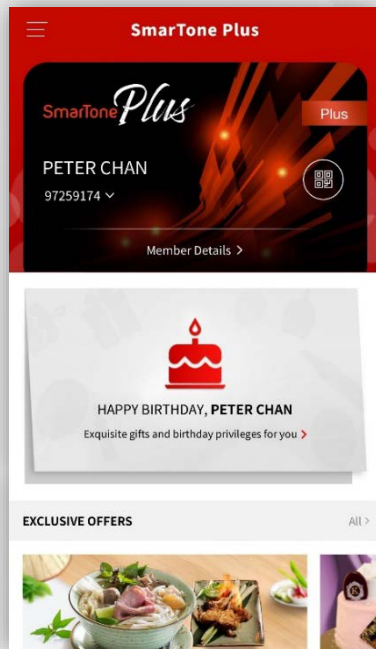 SmarTone Plus
SmarTone Plus
Plus
PETER CHAN
97259174
Member Details >
HAPPY BIRTHDAY, PETER CHAN
Exquisite gifts and birthday privileges for you >
EXCLUSIVE OFFERS
All >